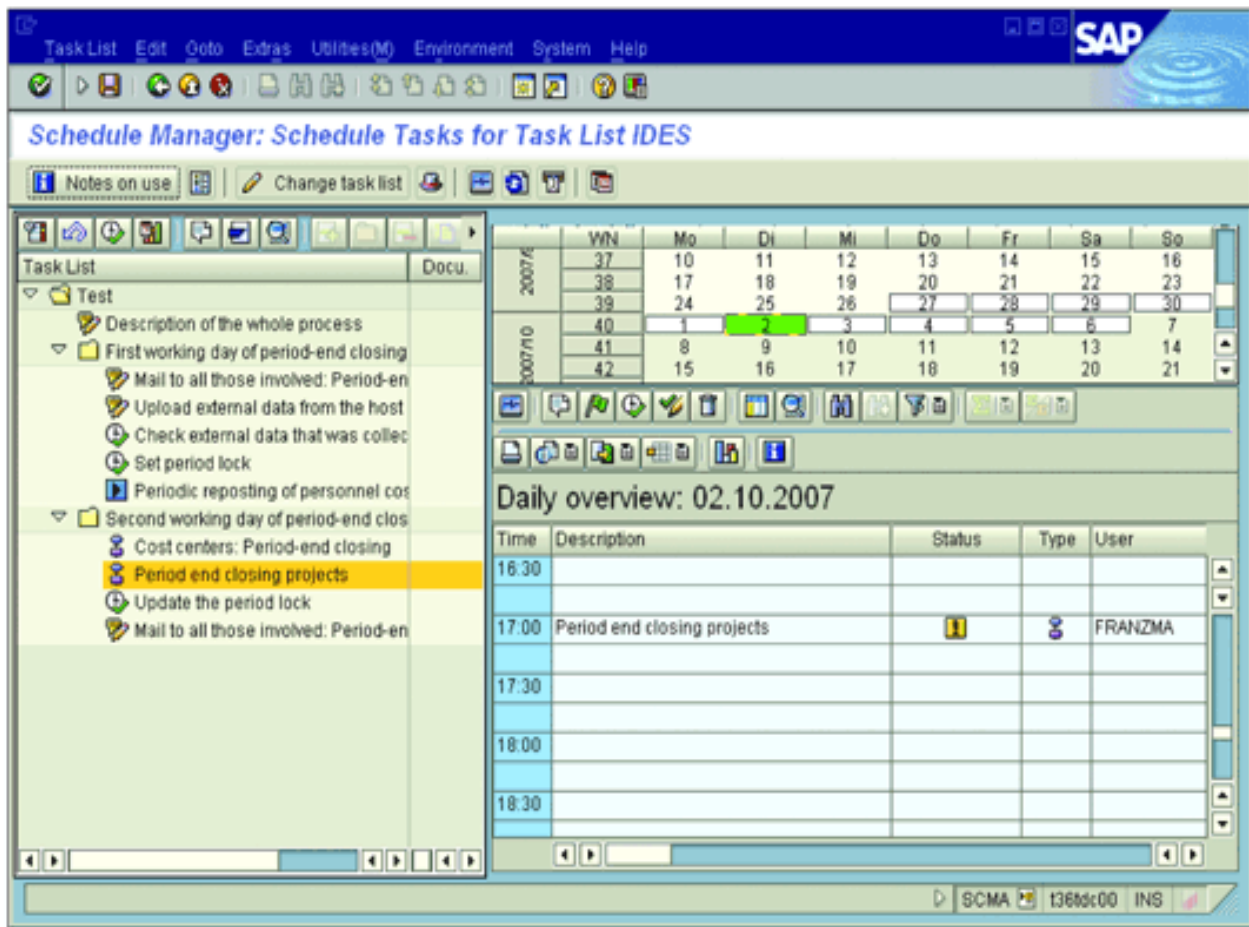 SAP
Task List Edit Goto Extras Utilities(M) Environment System Help
Schedule Manager: Schedule Tasks for Task List IDES
Notes on use Change task list
Task List Docu.
Test
Description of the whole process
First working day of period-end closing
Mail to all those involved: Period-en
Upload external data from the host
Check external data that was collec
Set period lock
Periodic reposting of personnel cos
Second working day of period-end clos
Cost centers: Period-end closing
Period end closing projects
Update the period lock
Mail to all those involved: Period-en
WN Mo Di Mi Do Fr Sa So
2007/9
37 10 11 12 13 14 15 16
38 17 18 19 20 21 22 23
39 24 25 26 27 28 29 30
2007/10
40 1 2 3 4 5 6 7
41 8 9 10 11 12 13 14
42 15 16 17 18 19 20 21
Daily overview: 02.10.2007
Time Description Status Type User
16:30
17:00 Period end closing projects FRANZMA
17:30
18:00
18:30
SCMA t36tdc00 INS